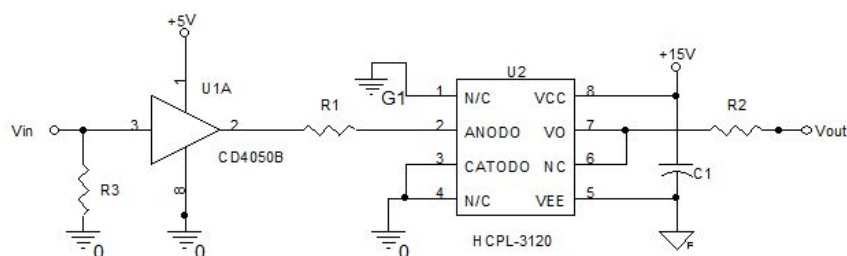 +5V
+15V
U1A
U2
1
G1
1
N/C
VCC
8
R1
R2
Vin
3
2
2
ANODO
VO
7
Vout
CD4050B
3
CATODO
NC
6
C1
R3
8
4
N/C
VEE
5
0
0
0
HCPL-3120
F